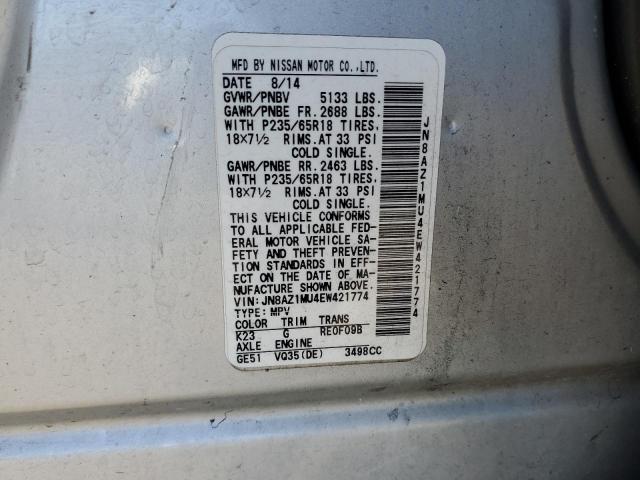 MFD BY NISSAN MOTOR CO.,LTD.
DATE 8/14
GVWR/PNBV 5133 LBS.
GAWR/PNBE FR. 2688 LBS.
WITH P235/65R18 TIRES,
18X7½ RIMS. AT 33 PSI
COLD SINGLE.
GAWR/PNBE RR. 2463 LBS.
WITH P235/65R18 TIRES,
18X7½ RIMS. AT 33 PSI
COLD SINGLE.
THIS VEHICLE CONFORMS
TO ALL APPLICABLE FED-
ERAL MOTOR VEHICLE SA-
FETY AND THEFT PREVEN-
TION STANDARDS IN EFF-
ECT ON THE DATE OF MA-
NUFACTURE SHOWN ABOVE.
VIN: JN8AZ1MU4EW421774
TYPE: MPV
COLOR TRIM TRANS
K23 G RE0F09B
AXLE ENGINE
GE51 VQ35(DE) 3498CC
JN8AZ1MU4EW421774